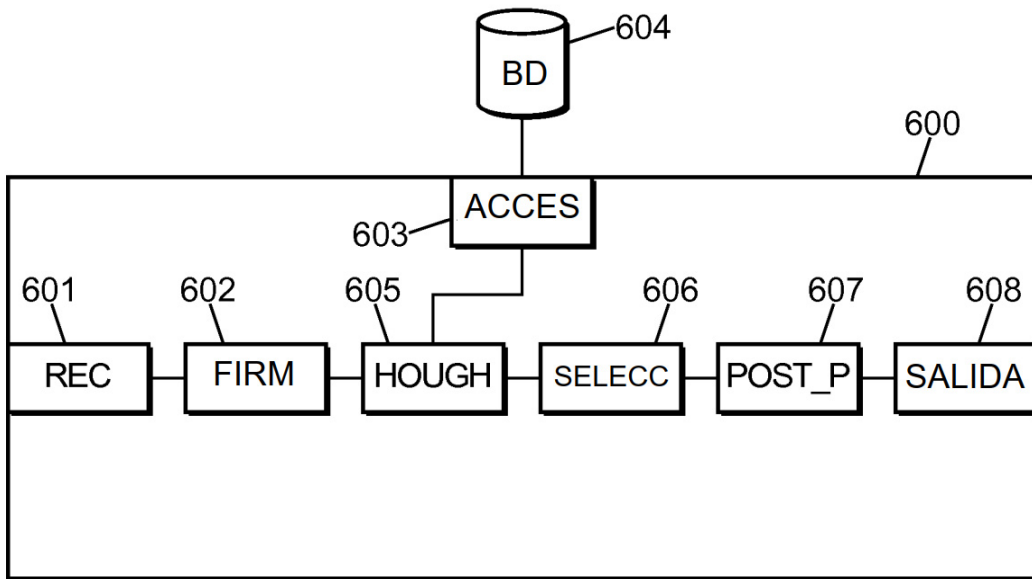 604
BD
600
ACCES
603
601 602 605 606 607 608
REC FIRM HOUGH SELECC POST_P SALIDA